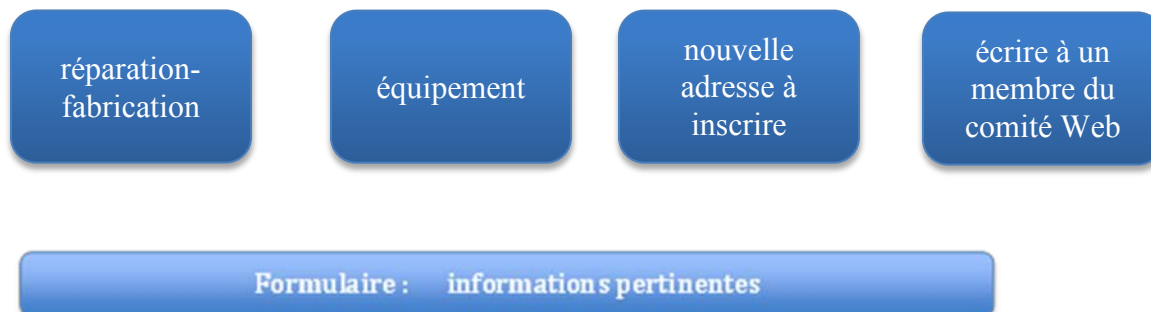 réparation-
fabrication
équipement
nouvelle
adresse à
inscrire
écrire à un
membre du
comité Web
Formulaire : informations pertinentes